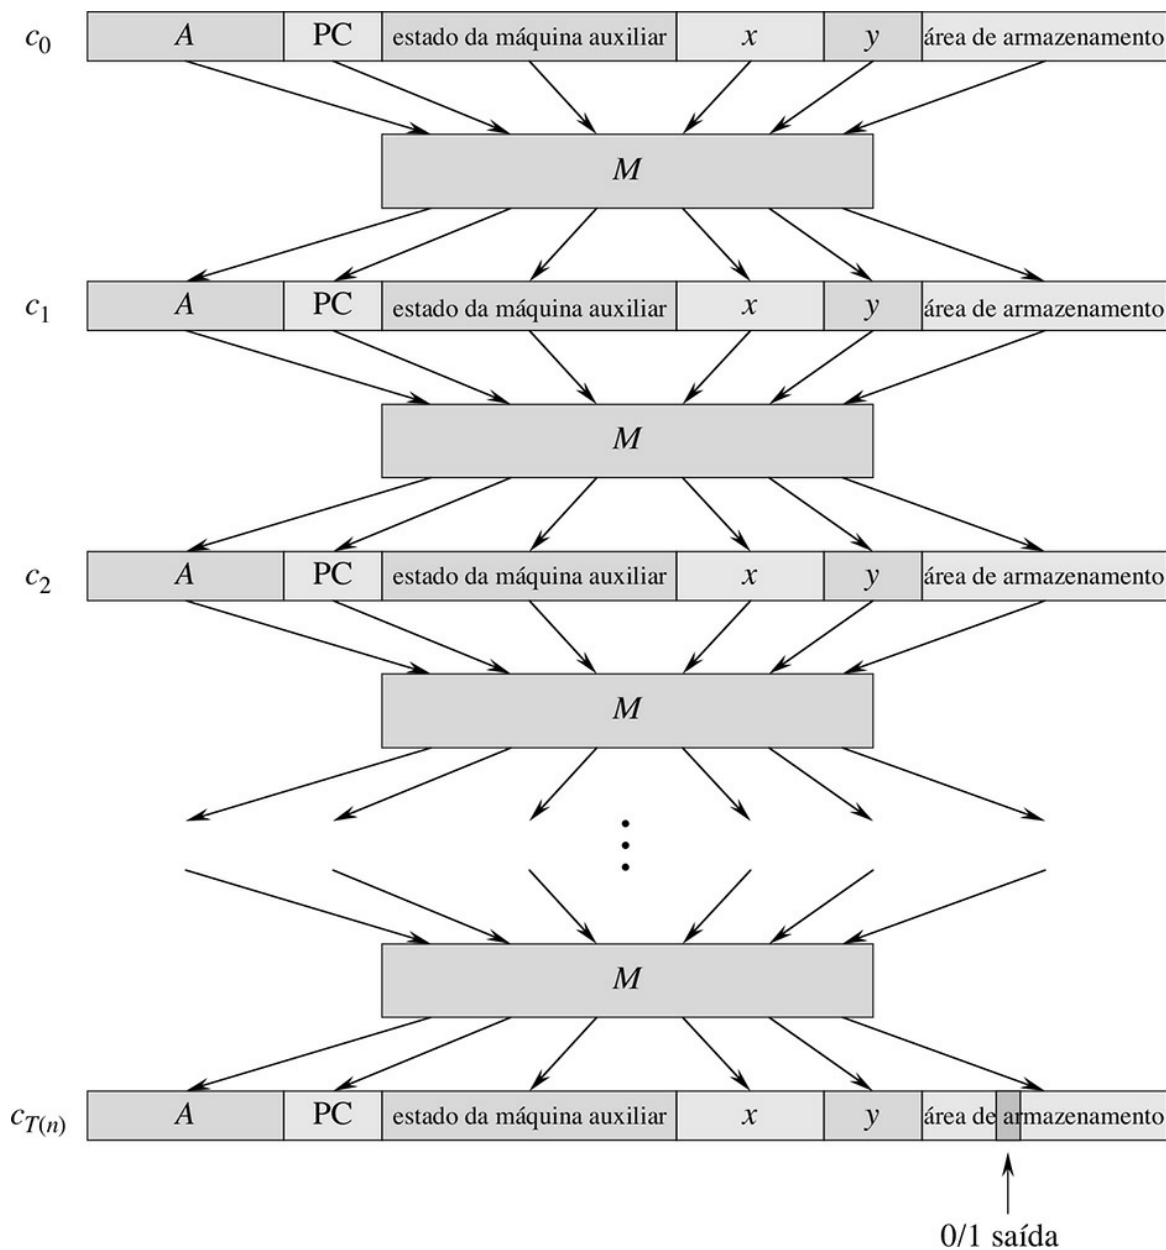 c0 A PC estado da máquina auxiliar x y área de armazenamento
M
c1 A PC estado da máquina auxiliar x y área de armazenamento
M
c2 A PC estado da máquina auxiliar x y área de armazenamento
M
M
cT(n) A PC estado da máquina auxiliar x y área de armazenamento
0/1 saída